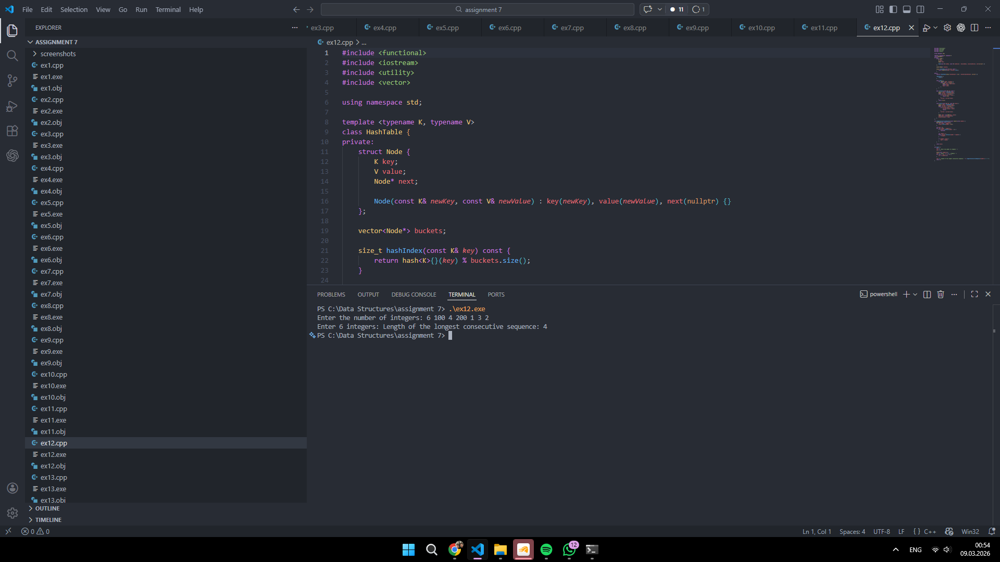 File Edit Selection View Go Run Terminal Help
assignment 7
11
1
EXPLORER
ex3.cpp
ex4.cpp
ex5.cpp
ex6.cpp
ex7.cpp
ex8.cpp
ex9.cpp
ex10.cpp
ex11.cpp
ex12.cpp
ASSIGNMENT 7
screenshots
ex1.cpp
ex1.exe
ex1.obj
ex2.cpp
ex2.exe
ex2.obj
ex3.cpp
ex3.exe
ex3.obj
ex4.cpp
ex4.exe
ex4.obj
ex5.cpp
ex5.exe
ex5.obj
ex6.cpp
ex6.exe
ex6.obj
ex7.cpp
ex7.exe
ex7.obj
ex8.cpp
ex8.exe
ex8.obj
ex9.cpp
ex9.exe
ex9.obj
ex10.cpp
ex10.exe
ex10.obj
ex11.cpp
ex11.exe
ex11.obj
ex12.cpp
ex12.exe
ex12.obj
ex13.cpp
ex13.exe
ex13.obj
OUTLINE
TIMELINE
ex12.cpp > ...
1 #include <functional>
2 #include <iostream>
3 #include <utility>
4 #include <vector>
5
6 using namespace std;
7
8 template <typename K, typename V>
9 class HashTable {
10 private:
11 struct Node {
12 K key;
13 V value;
14 Node* next;
15
16 Node(const K& newKey, const V& newValue) : key(newKey), value(newValue), next(nullptr) {}
17 };
18
19 vector<Node*> buckets;
20
21 size_t hashIndex(const K& key) const {
22 return hash<K>{}(key) % buckets.size();
23 }
24
PROBLEMS OUTPUT DEBUG CONSOLE TERMINAL PORTS
powershell
PS C:\Data Structures\assignment 7> .\ex12.exe
Enter the number of integers: 6 100 4 200 1 3 2
Enter 6 integers: Length of the longest consecutive sequence: 4
PS C:\Data Structures\assignment 7>
0 0
Ln 1, Col 1 Spaces: 4 UTF-8 LF {} C++ Win32
12
ENG
00:54
09.03.2026